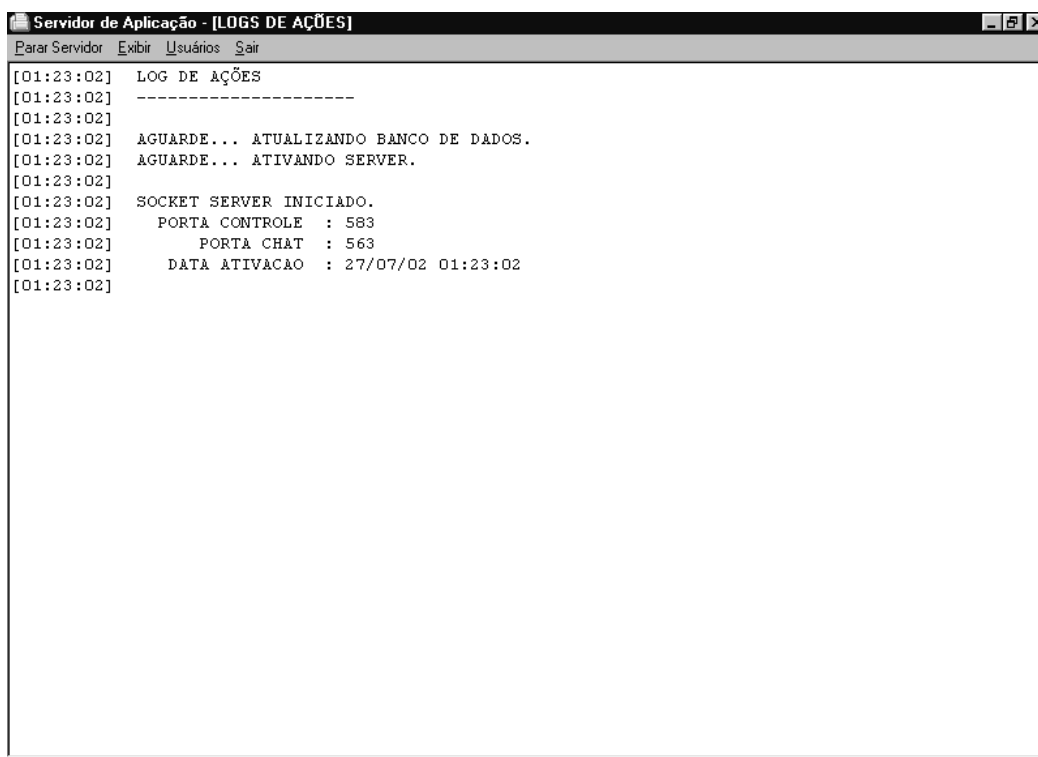 Servidor de Aplicação - [LOGS DE AÇÕES]
Parar Servidor Exibir Usuários Sair
[01:23:02] LOG DE AÇÕES
[01:23:02] ---------------------
[01:23:02]
[01:23:02] AGUARDE... ATUALIZANDO BANCO DE DADOS.
[01:23:02] AGUARDE... ATIVANDO SERVER.
[01:23:02]
[01:23:02] SOCKET SERVER INICIADO.
[01:23:02] PORTA CONTROLE : 583
[01:23:02] PORTA CHAT : 563
[01:23:02] DATA ATIVACAO : 27/07/02 01:23:02
[01:23:02]